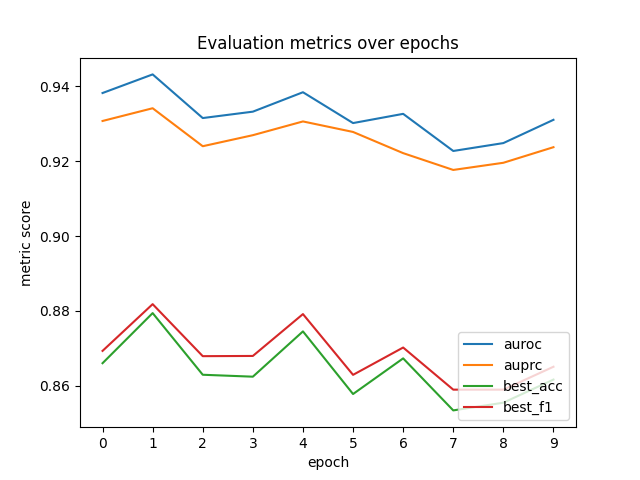 Evaluation metrics over epochs
metric score
0.94
0.92
0.90
0.88
0.86
auroc
auprc
best_acc
best_f1
0 1 2 3 4 5 6 7 8 9
epoch